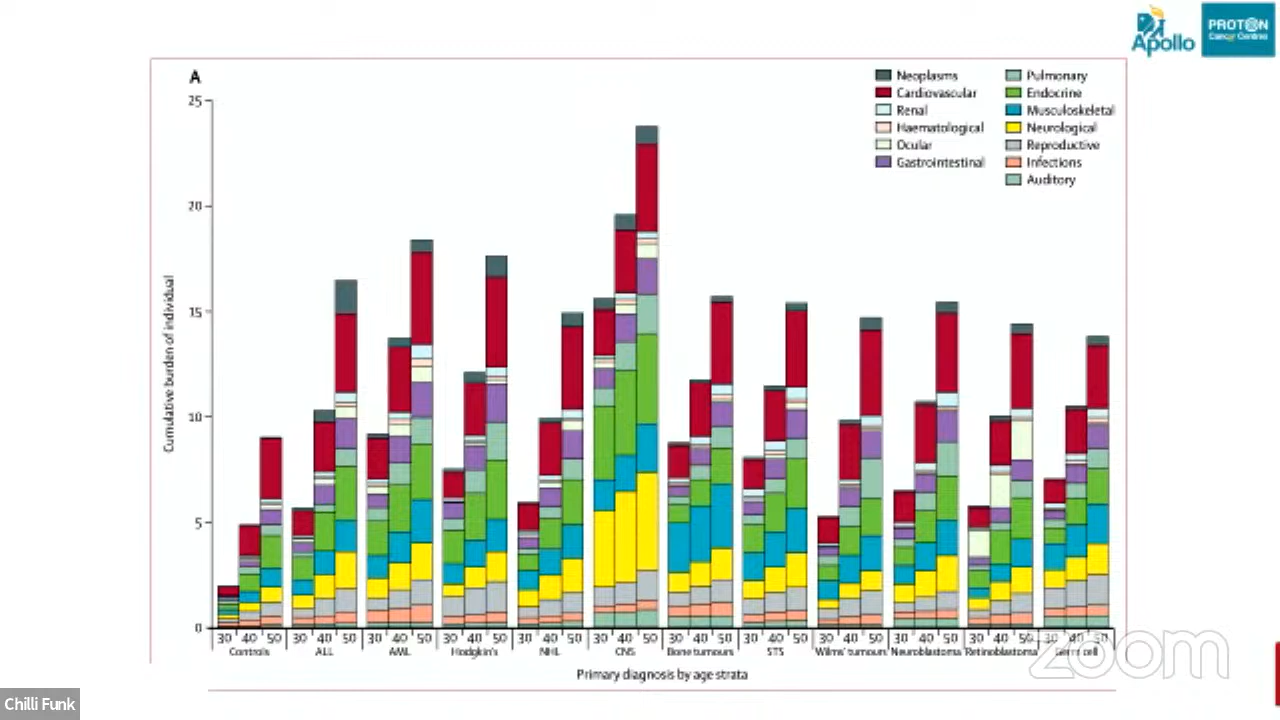 Apollo
PROTON
Cancer Centres
A
Neoplasms
Cardiovascular
Renal
Haematological
Ocular
Gastrointestinal
Pulmonary
Endocrine
Musculoskeletal
Neurological
Reproductive
Infections
Auditory
25
20
15
10
5
0
Cumulative burden of individual
30 40 50 30 40 50 30 40 50 30 40 50 30 40 50 30 40 50 30 40 50 30 40 50 30 40 50 30 40 50 30 40 50 30 40 50
Controls ALL AML Hodgkin's NHL CNS Bone tumours STS Wilms' tumours Neuroblastoma Retinoblastoma Germ cell
Primary diagnosis by age strata
zoom
Chilli Funk